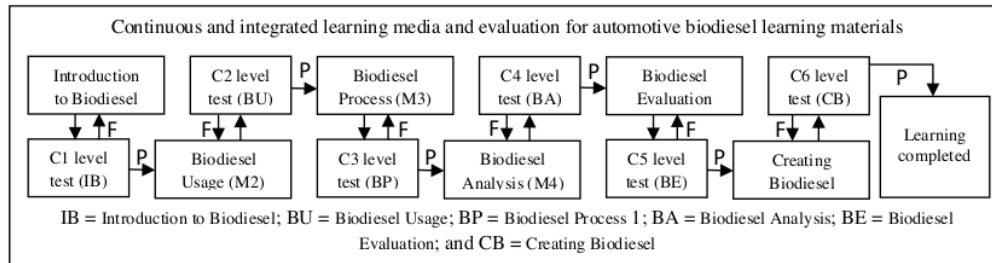 Continuous and integrated learning media and evaluation for automotive biodiesel learning materials
Introduction
to Biodiesel
C2 level
test (BU)
P
Biodiesel
Process (M3)
C4 level
test (BA)
P
Biodiesel
Evaluation
C6 level
test (CB)
P
F
F
F
F
F
F
C1 level
test (IB)
P
Biodiesel
Usage (M2)
C3 level
test (BP)
P
Biodiesel
Analysis (M4)
C5 level
test (BE)
P
Creating
Biodiesel
Learning
completed
IB = Introduction to Biodiesel; BU = Biodiesel Usage; BP = Biodiesel Process 1; BA = Biodiesel Analysis; BE = Biodiesel
Evaluation; and CB = Creating Biodiesel